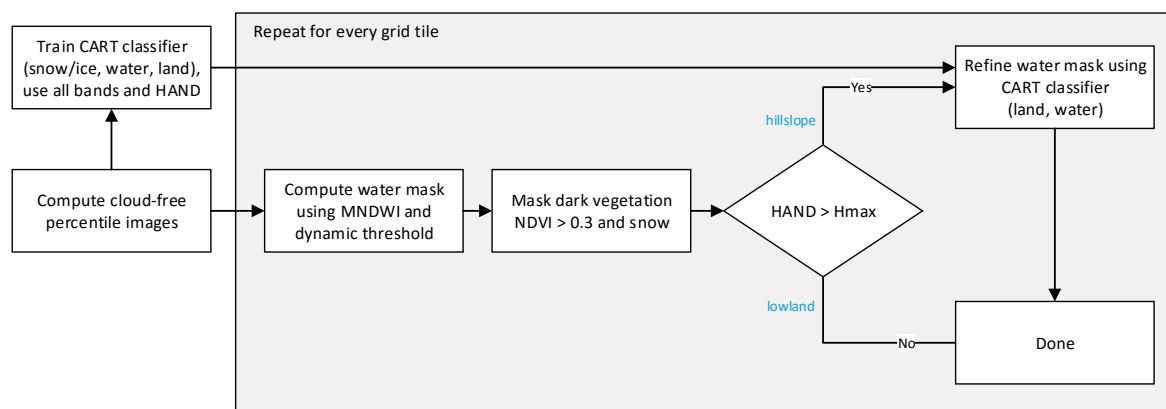 Repeat for every grid tile
Train CART classifier
(snow/ice, water, land),
use all bands and HAND
Refine water mask using
CART classifier
(land, water)
Yes
hillslope
Compute cloud-free
percentile images
Compute water mask
using MNDWI and
dynamic threshold
Mask dark vegetation
NDVI > 0.3 and snow
HAND > Hmax
lowland
No
Done